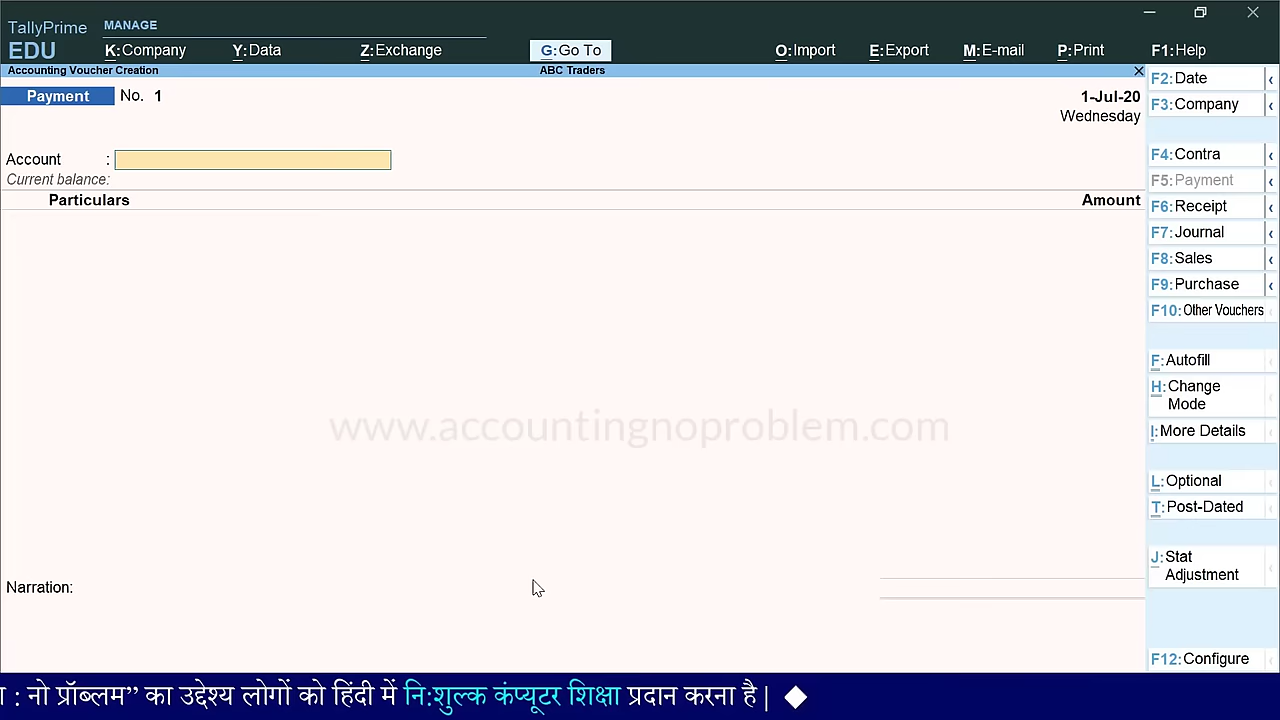 TallyPrime MANAGE
EDU K:Company Y:Data Z:Exchange G:Go To O:Import E:Export M:E-mail P:Print F1:Help
Accounting Voucher Creation ABC Traders
Payment No. 1 1-Jul-20
Wednesday
Account :
Current balance:
Particulars Amount
www.accountingnoproblem.com
Narration:
F2:Date
F3:Company
F4:Contra
F5:Payment
F6:Receipt
F7:Journal
F8:Sales
F9:Purchase
F10:Other Vouchers
F:Autofill
H:Change
Mode
I:More Details
L:Optional
T:Post-Dated
J:Stat
Adjustment
F12:Configure
: नो प्रॉब्लम” का उद्देश्य लोगों को हिंदी में नि:शुल्क कंप्यूटर शिक्षा प्रदान करना है |